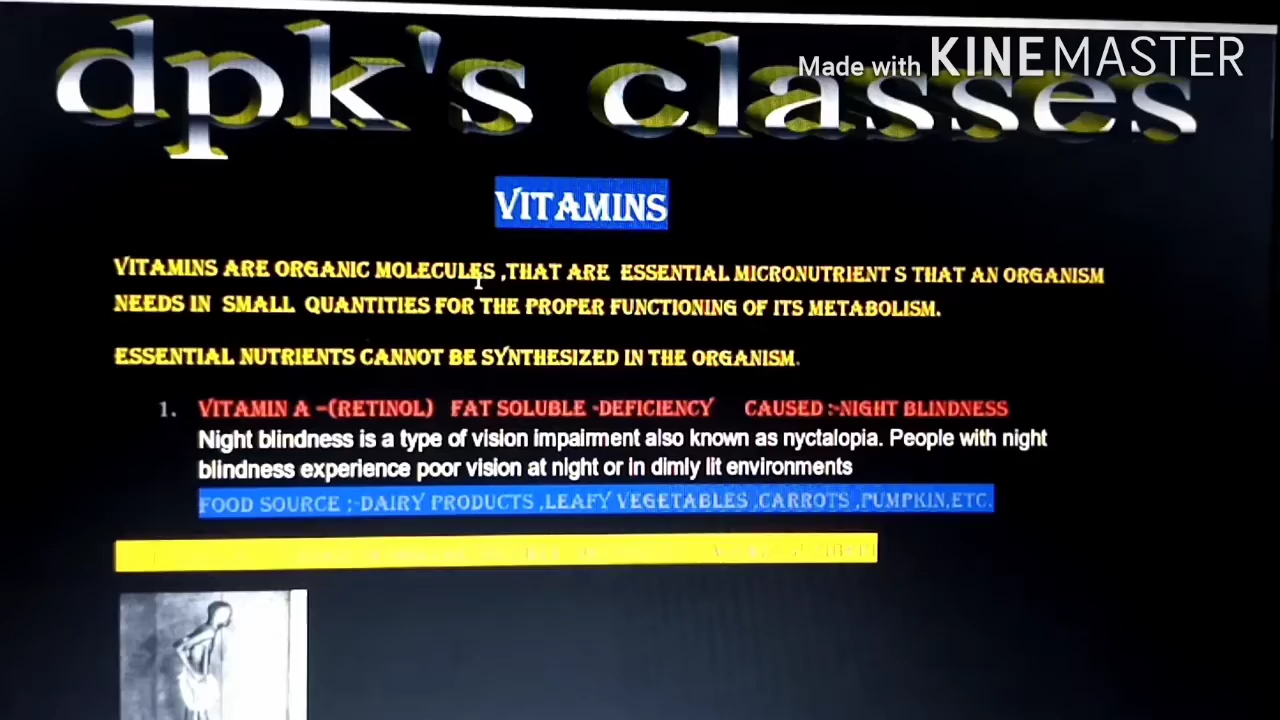 dpk's classes
Made with KINEMASTER
VITAMINS
VITAMINS ARE ORGANIC MOLECULES ,THAT ARE ESSENTIAL MICRONUTRIENT S THAT AN ORGANISM
NEEDS IN SMALL QUANTITIES FOR THE PROPER FUNCTIONING OF ITS METABOLISM.
ESSENTIAL NUTRIENTS CANNOT BE SYNTHESIZED IN THE ORGANISM.
1. VITAMIN A –(RETINOL) FAT SOLUBLE -DEFICIENCY CAUSED :-NIGHT BLINDNESS
Night blindness is a type of vision impairment also known as nyctalopia. People with night
blindness experience poor vision at night or in dimly lit environments
FOOD SOURCE :-DAIRY PRODUCTS ,LEAFY VEGETABLES ,CARROTS ,PUMPKIN,ETC.